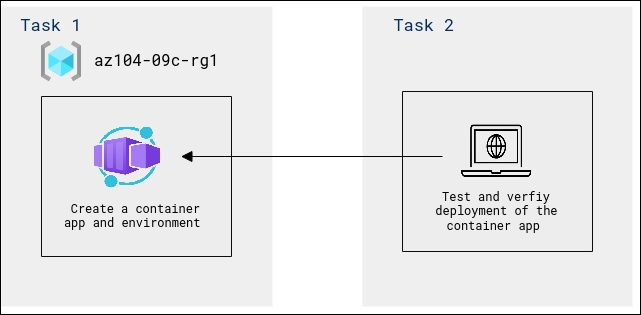 Task 1
az104-09c-rg1
Create a container
app and environment
Task 2
Test and verfiy
deployment of the
container app